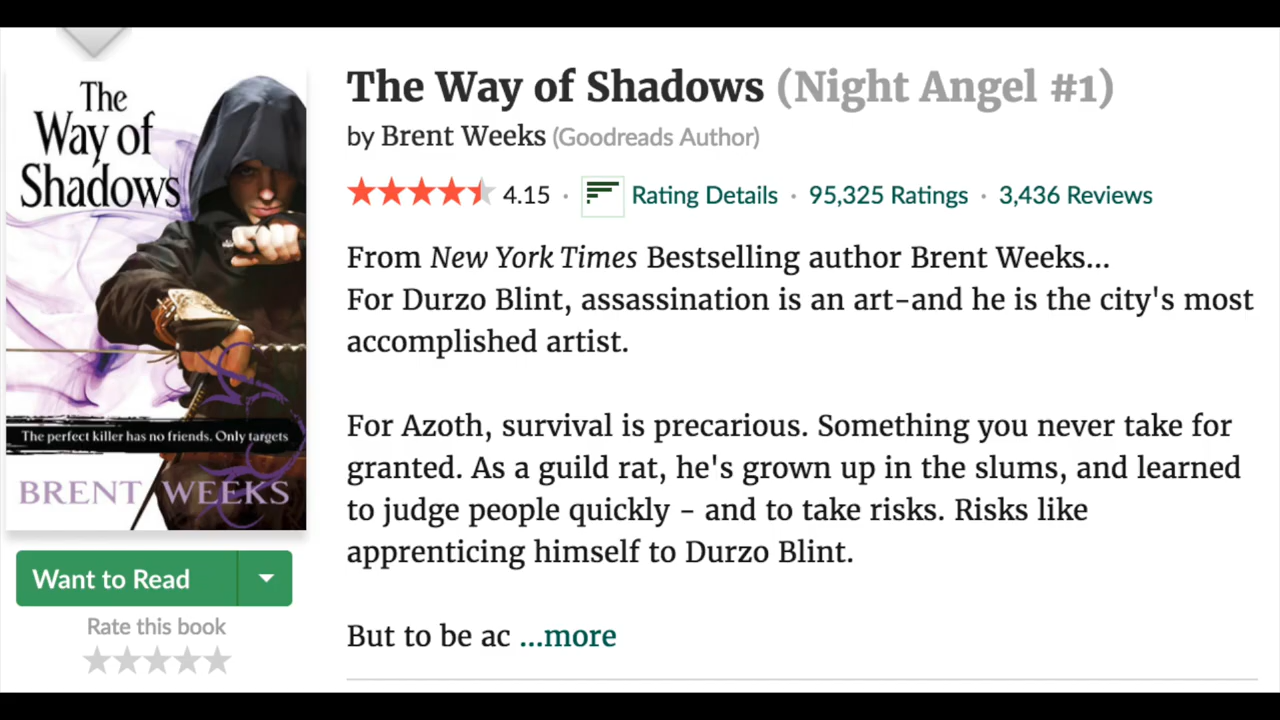 The
Way of
Shadows
The perfect killer has no friends. Only targets
BRENT WEEKS
Want to Read
Rate this book
The Way of Shadows (Night Angel #1)
by Brent Weeks (Goodreads Author)
4.15 · Rating Details · 95,325 Ratings · 3,436 Reviews
From New York Times Bestselling author Brent Weeks...
For Durzo Blint, assassination is an art-and he is the city's most
accomplished artist.
For Azoth, survival is precarious. Something you never take for
granted. As a guild rat, he's grown up in the slums, and learned
to judge people quickly - and to take risks. Risks like
apprenticing himself to Durzo Blint.
But to be ac ...more